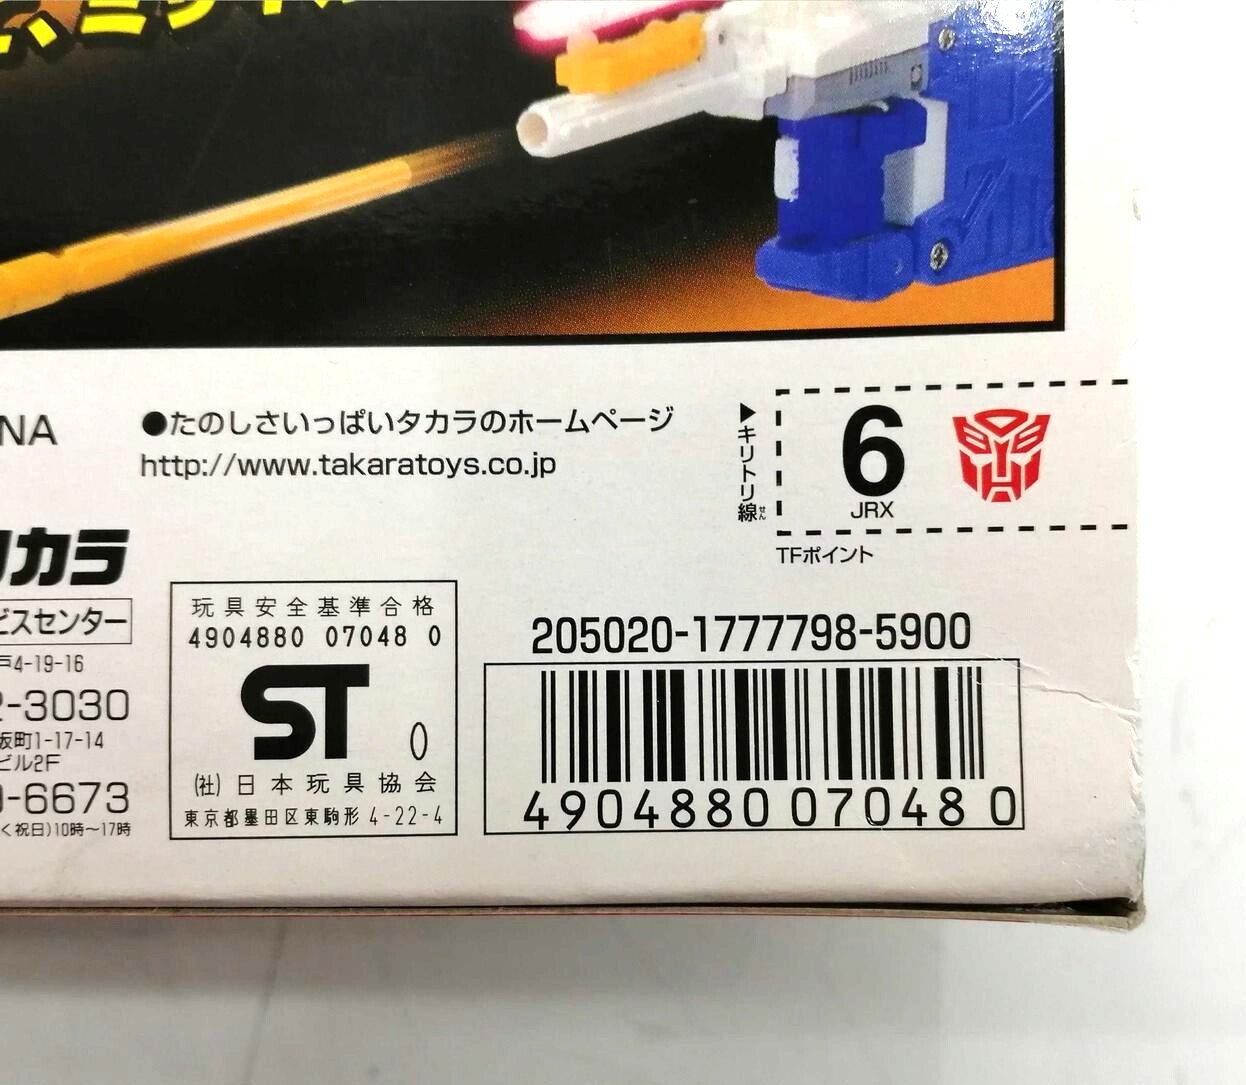 NA
●たのしさいっぱいタカラのホームページ
http://www.takaratoys.co.jp
▶キリトリ線
せん
6
JRX
TFポイント
カラ
ビスセンター
戸4-19-16
2-3030
坂町1-17-14
ビル2F
-6673
く祝日)10時〜17時
玩具安全基準合格
4904880 07048 0
ST
0
(社)日本玩具協会
東京都墨田区東駒形 4-22-4
205020-1777798-5900
4904880 070480